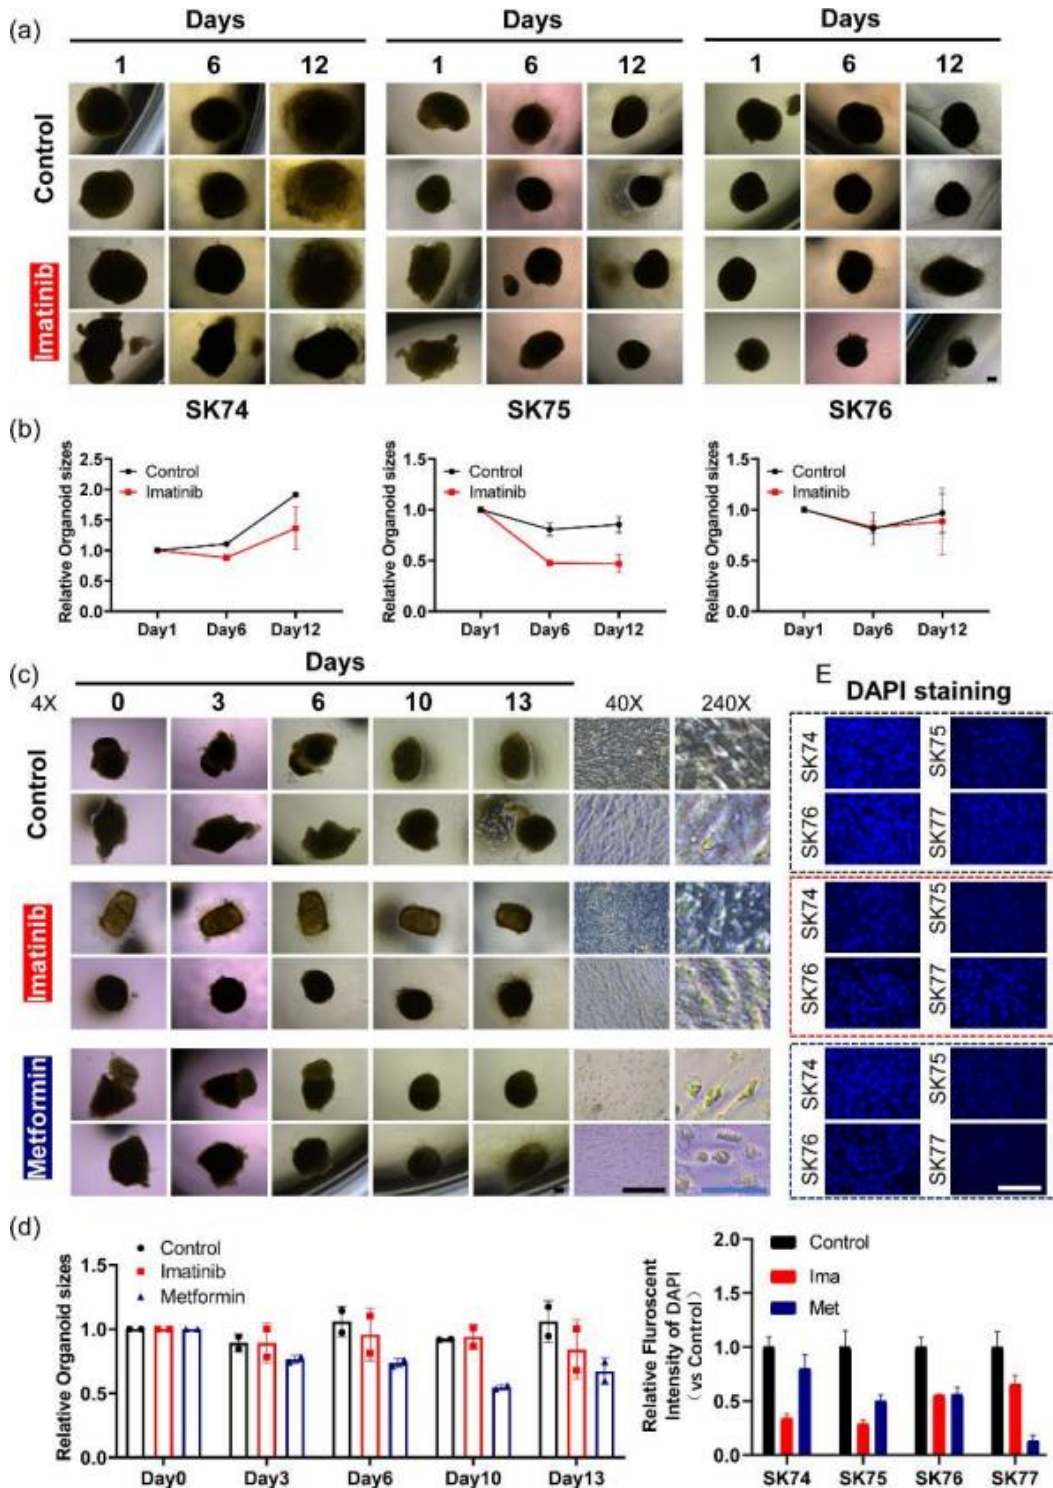 (a)
Days
Days
Days
1 6 12
1 6 12
1 6 12
Control
Imatinib
SK74
SK75
SK76
(b)
Relative Organoid sizes
2.5
2.0
1.5
1.0
0.5
0.0
Control
Imatinib
Day1 Day6 Day12
Relative Organoid sizes
1.5
1.0
0.5
0.0
Control
Imatinib
Day1 Day6 Day12
Relative Organoid sizes
1.5
1.0
0.5
0.0
Control
Imatinib
Day1 Day6 Day12
(c)
Days
4X 0 3 6 10 13 40X 240X
Control
Imatinib
Metformin
E
DAPI staining
SK74 SK75
SK76 SK77
SK74 SK75
SK76 SK77
SK74 SK75
SK76 SK77
(d)
Relative Organoid sizes
1.5
1.0
0.5
0.0
Control
Imatinib
Metformin
Day0 Day3 Day6 Day10 Day13
Relative Fluroscent
Intensity of DAPI
(vs Control)
2.0
1.5
1.0
0.5
0.0
Control
Ima
Met
SK74 SK75 SK76 SK77